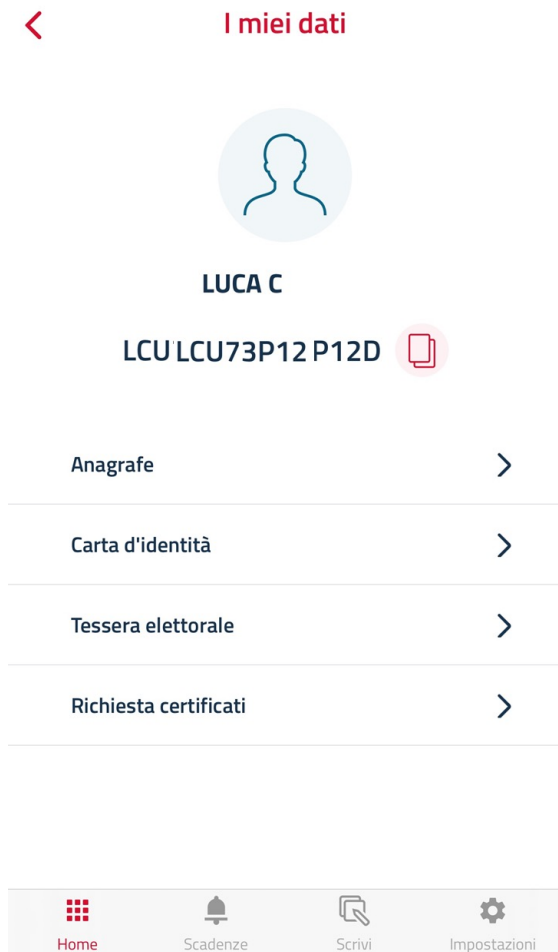 I miei dati
LUCA C
LCU LCU73P12 P12D
Anagrafe
Carta d'identità
Tessera elettorale
Richiesta certificati
Home Scadenze Scrivi Impostazioni